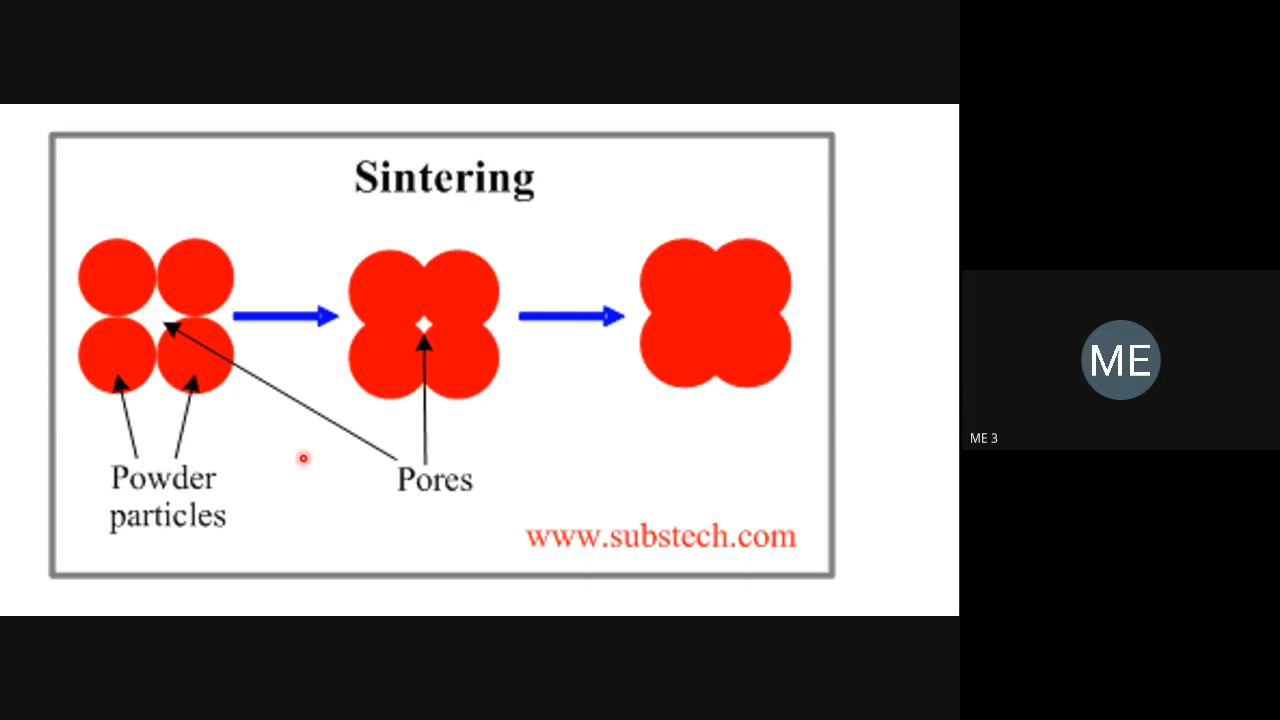 Sintering
Powder
particles
Pores
www.substech.com
ME
ME 3